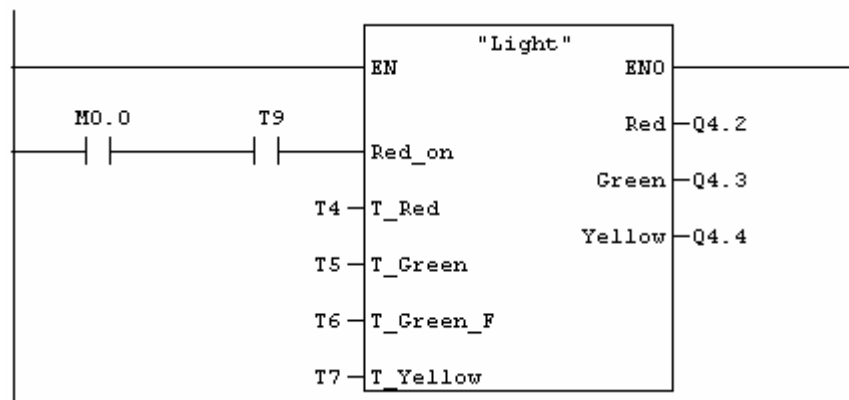 "Light"
EN ENO
M0.0 T9
Red Q4.2
Red_on
Green Q4.3
T4 T_Red
Yellow Q4.4
T5 T_Green
T6 T_Green_F
T7 T_Yellow